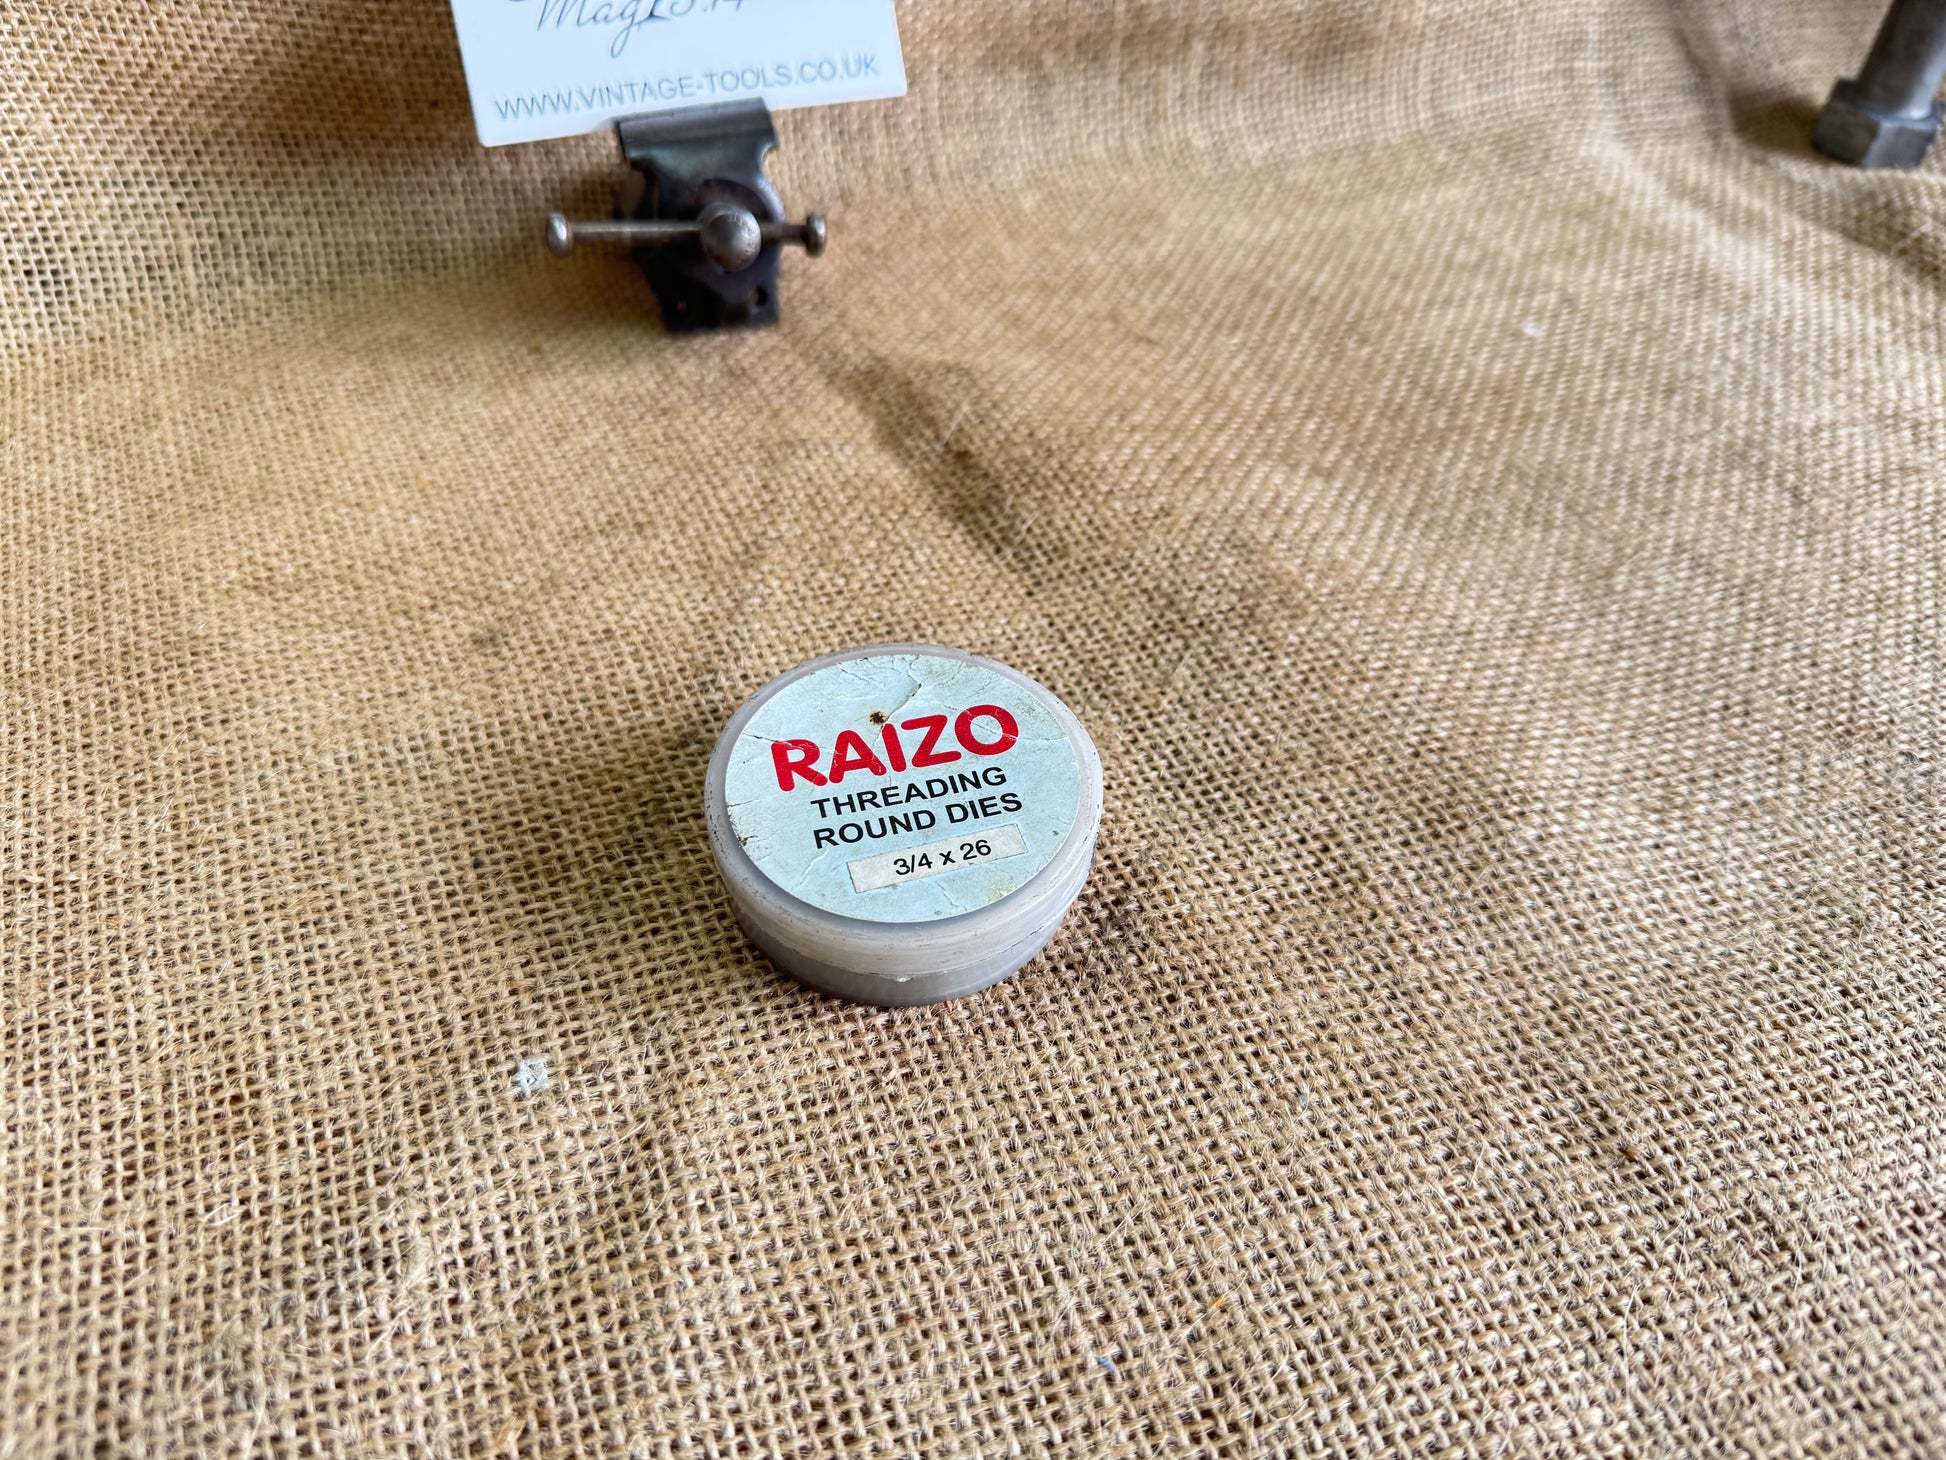 WWW.VINTAGE-TOOLS.CO.UK
RAIZO
THREADING
ROUND DIES
3/4 x 26